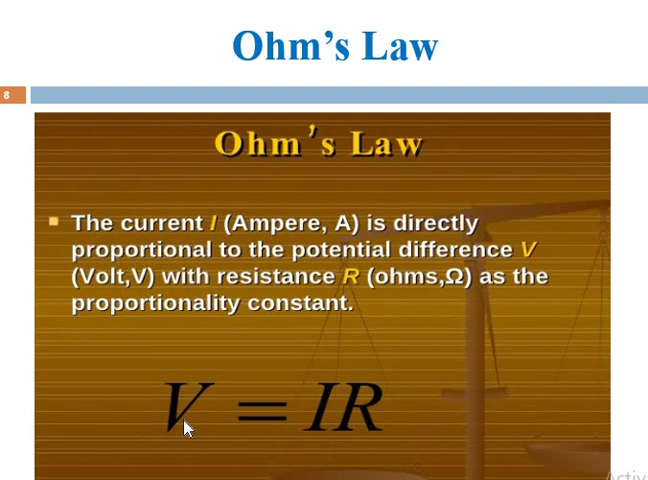 Ohm’s Law
8
Ohm's Law
The current I (Ampere, A) is directly
proportional to the potential difference V
(Volt,V) with resistance R (ohms,Ω) as the
proportionality constant.
V = IR